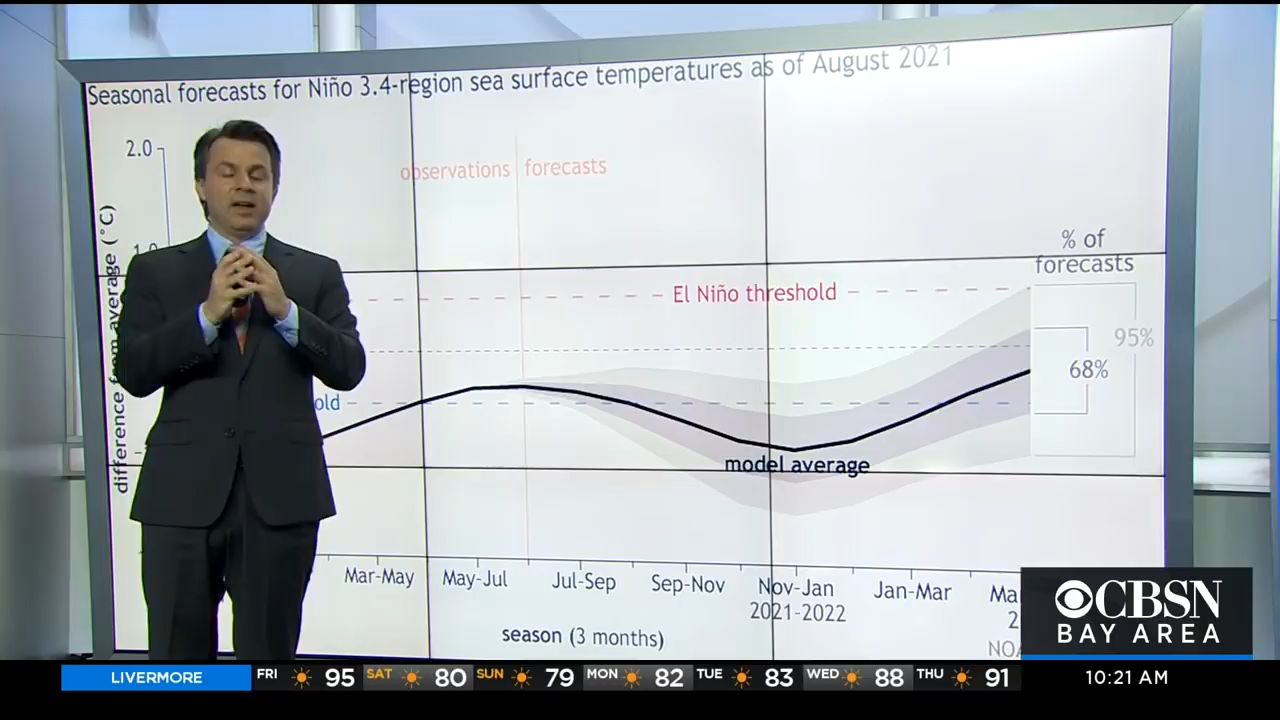 Seasonal forecasts for Niño 3.4-region sea surface temperatures as of August 2021
2.0
observations forecasts
difference from average (°C)
1.0
% of
forecasts
El Niño threshold
95%
68%
old
model average
Mar-May May-Jul Jul-Sep Sep-Nov Nov-Jan Jan-Mar
2021-2022
season (3 months)
CBSN
BAY AREA
LIVERMORE FRI 95 SAT 80 SUN 79 MON 82 TUE 83 WED 88 THU 91 10:21 AM